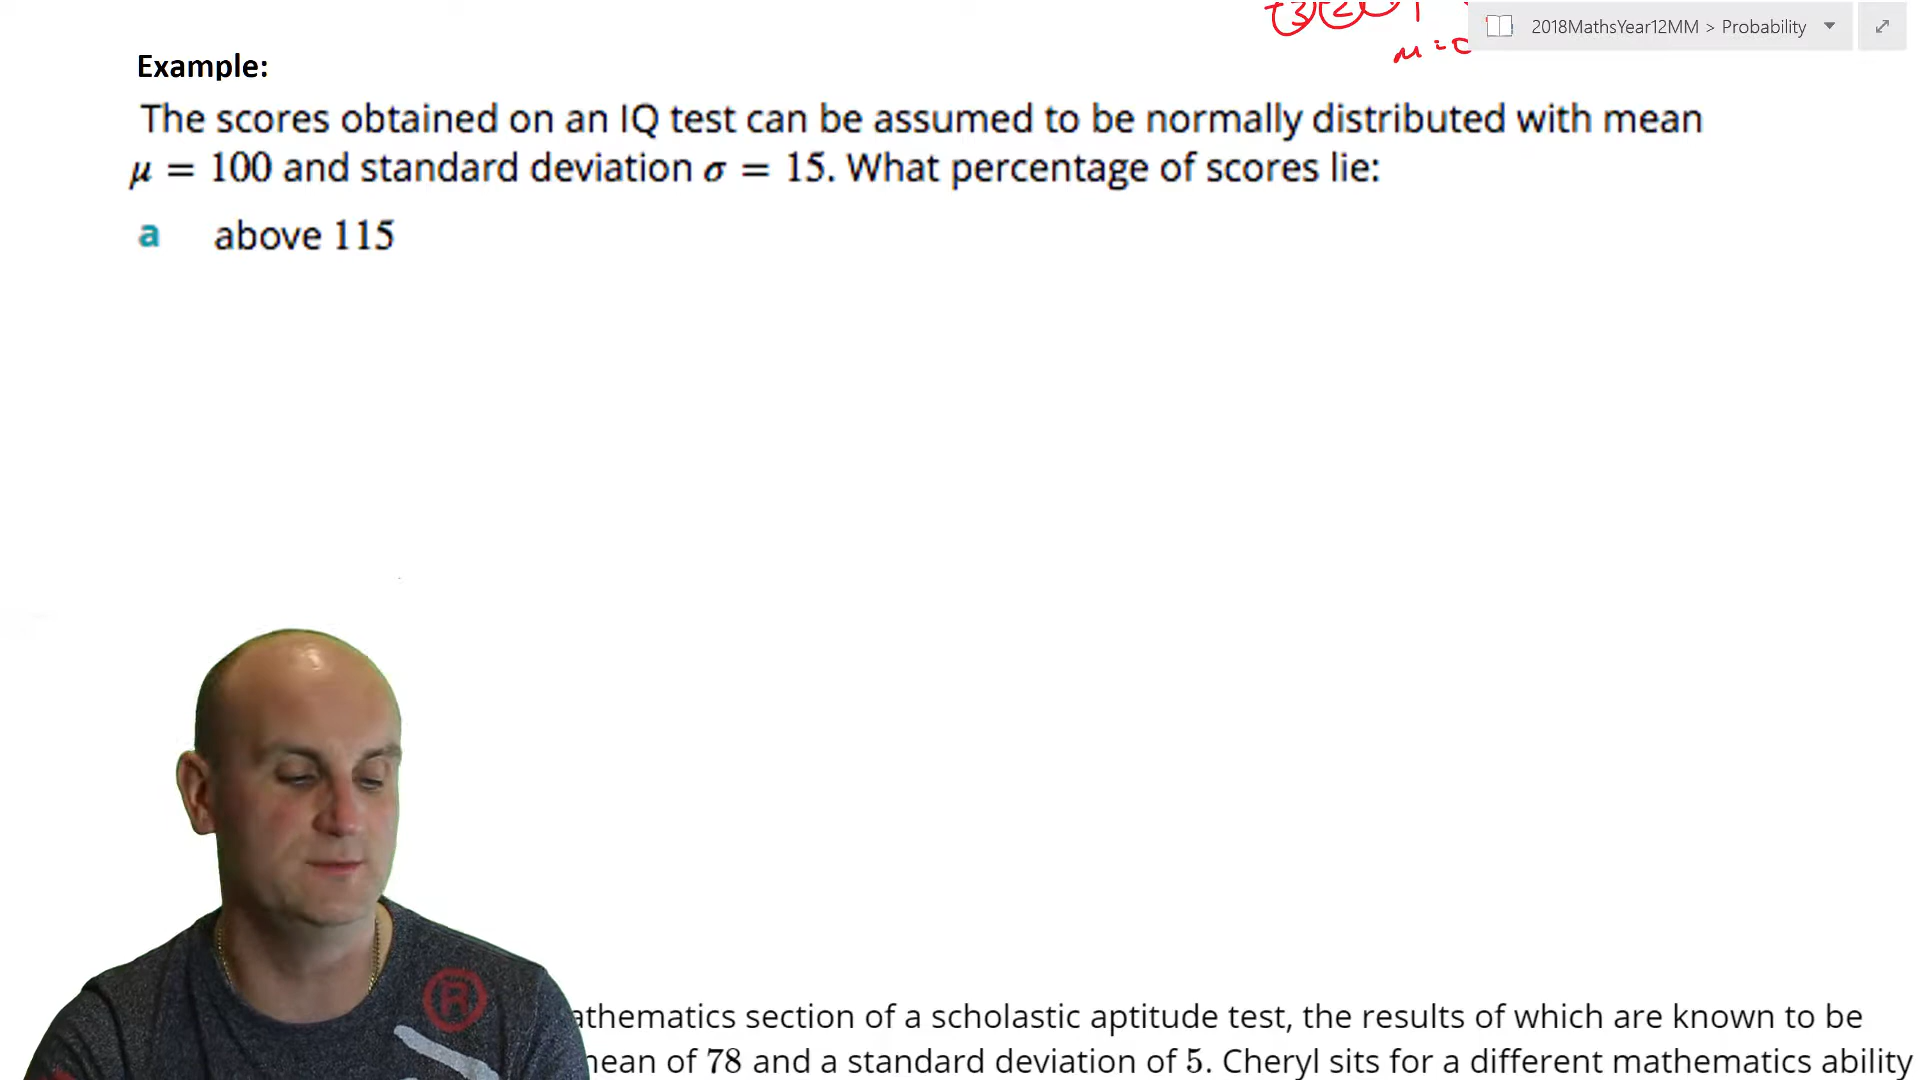 2018MathsYear12MM > Probability
Example:
The scores obtained on an IQ test can be assumed to be normally distributed with mean
μ = 100 and standard deviation σ = 15. What percentage of scores lie:
a above 115
R
athematics section of a scholastic aptitude test, the results of which are known to be
mean of 78 and a standard deviation of 5. Cheryl sits for a different mathematics ability